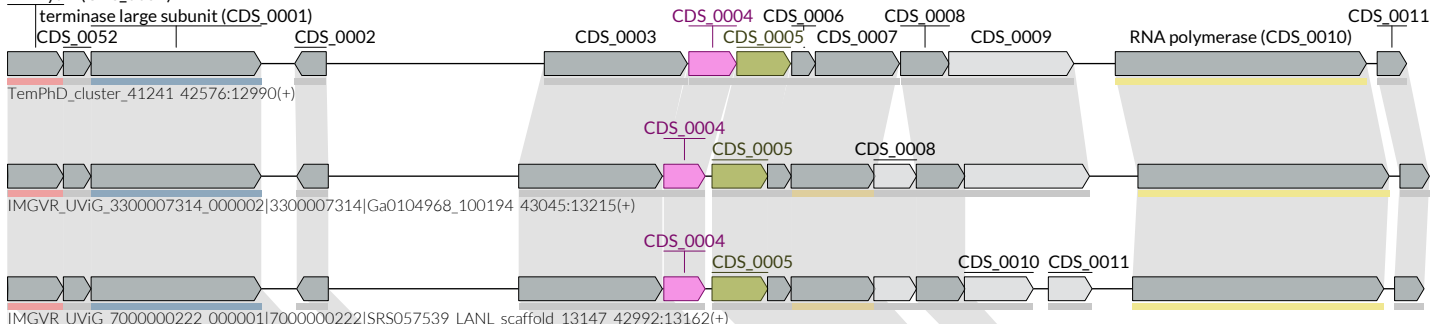 terminase large subunit (CDS_0001) CDS_0004 CDS_0006 CDS_0008 CDS_0011
CDS_0052 CDS_0002 CDS_0003 CDS_0005 CDS_0007 CDS_0009 RNA polymerase (CDS_0010)
TemPhD_cluster_41241 42576:12990(+)
CDS_0004
CDS_0005 CDS_0008
IMGVR_UViG_3300007314_000002|3300007314|Ga0104968_100194 43045:13215(+)
CDS_0004
CDS_0005 CDS_0010 CDS_0011
IMGVR_UViG_7000000222_000001|7000000222|SRS057539_LANL_scaffold_13147 42992:13162(+)